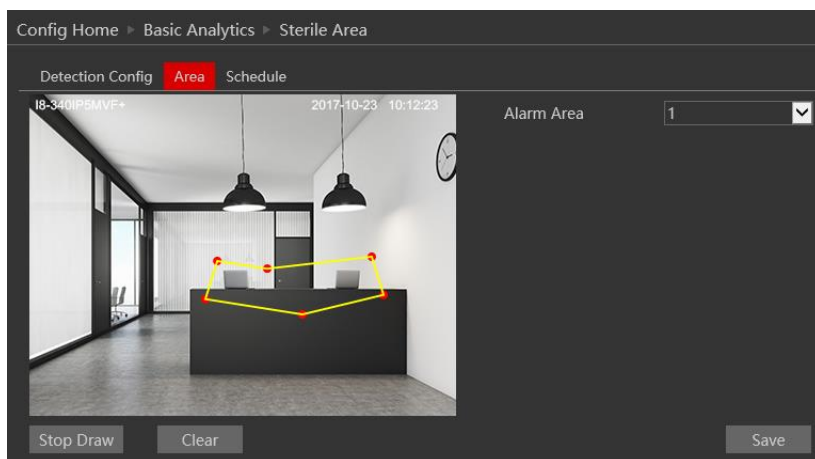 Config Home ▶ Basic Analytics ▶ Sterile Area
Detection Config Area Schedule
I8-340IP5MVF+ 2017-10-23 10:12:23
Alarm Area 1
Stop Draw Clear Save